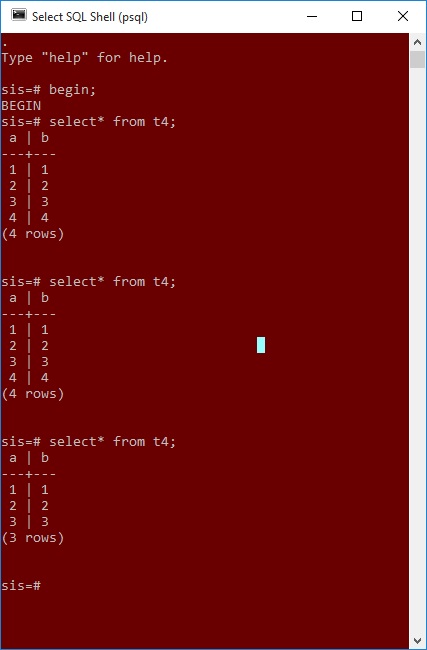 Select SQL Shell (psql)
.
Type "help" for help.
sis=# begin;
BEGIN
sis=# select* from t4;
 a | b
---+---
 1 | 1
 2 | 2
 3 | 3
 4 | 4
(4 rows)
sis=# select* from t4;
 a | b
---+---
 1 | 1
 2 | 2
 3 | 3
 4 | 4
(4 rows)
sis=# select* from t4;
 a | b
---+---
 1 | 1
 2 | 2
 3 | 3
(3 rows)
sis=#